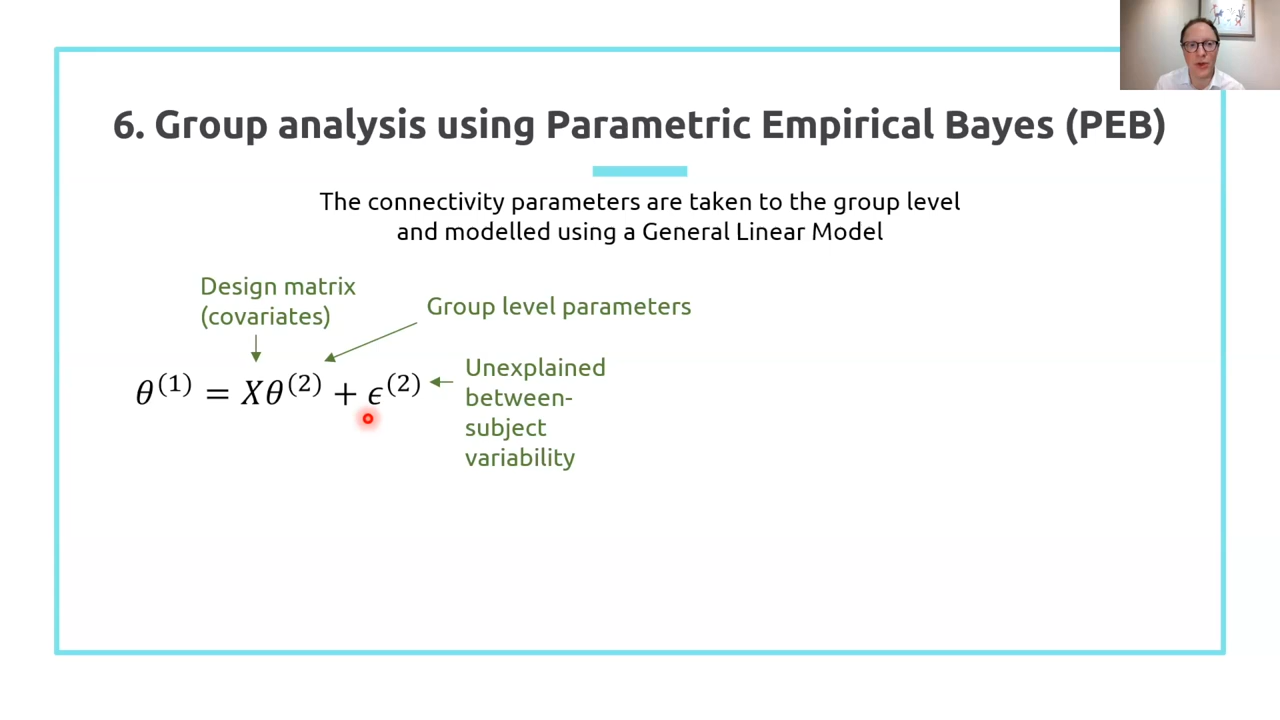 6. Group analysis using Parametric Empirical Bayes (PEB)
The connectivity parameters are taken to the group level
and modelled using a General Linear Model
Design matrix
(covariates)
Group level parameters
θ^(1) = Xθ^(2) + ϵ^(2)
Unexplained
between-
subject
variability